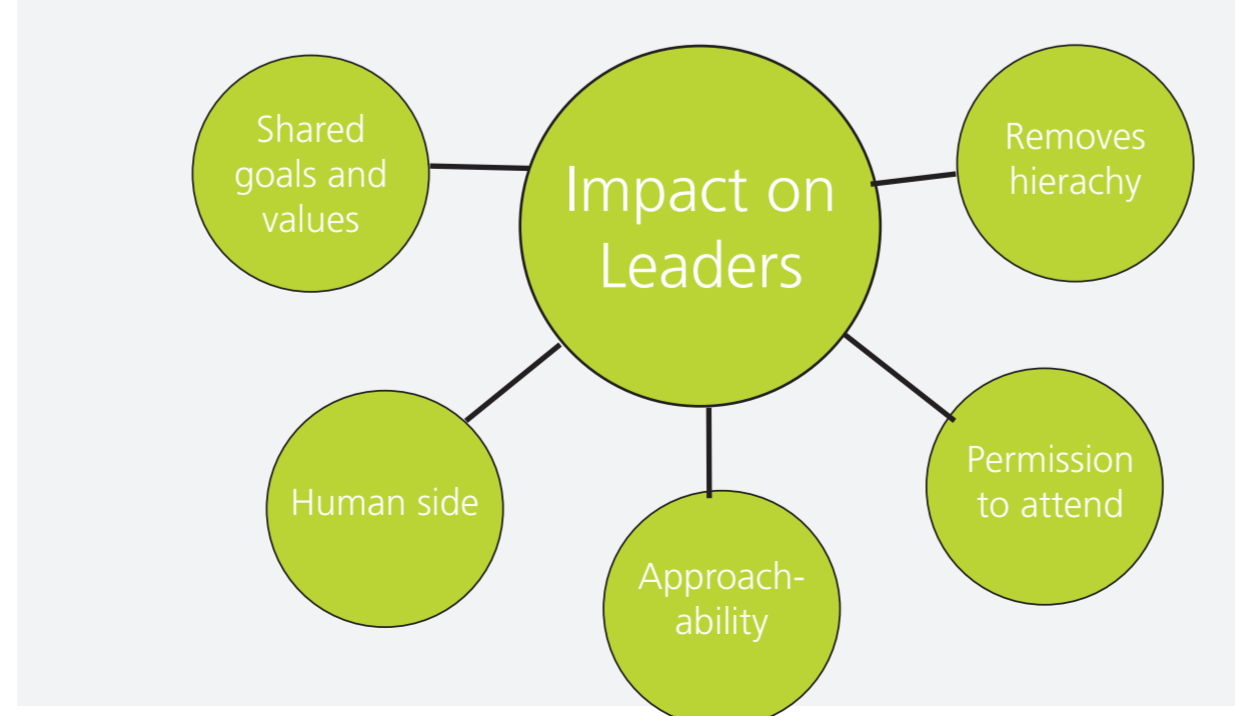 Impact on
Leaders
Shared
goals and
values
Removes
hierachy
Human side
Permission
to attend
Approach-
ability